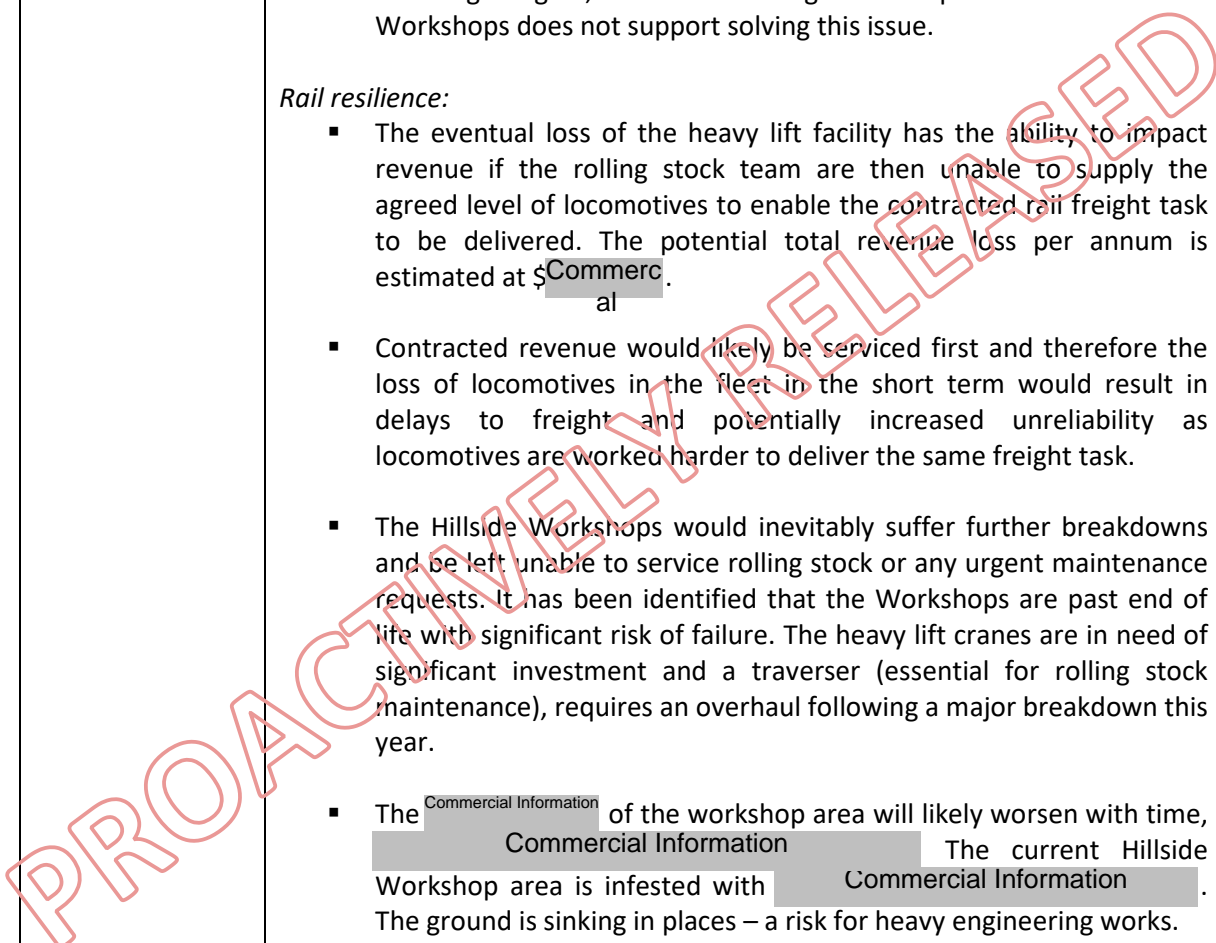 Workshops does not support solving this issue.
Rail resilience:
▪ The eventual loss of the heavy lift facility has the ability to impact
revenue if the rolling stock team are then unable to supply the
agreed level of locomotives to enable the contracted rail freight task
to be delivered. The potential total revenue loss per annum is
estimated at $Commerc
al
.
▪ Contracted revenue would likely be serviced first and therefore the
loss of locomotives in the fleet in the short term would result in
delays to freight and potentially increased unreliability as
locomotives are worked harder to deliver the same freight task.
▪ The Hillside Workshops would inevitably suffer further breakdowns
and be left unable to service rolling stock or any urgent maintenance
requests. It has been identified that the Workshops are past end of
life with significant risk of failure. The heavy lift cranes are in need of
significant investment and a traverser (essential for rolling stock
maintenance), requires an overhaul following a major breakdown this
year.
▪ The Commercial Information of the workshop area will likely worsen with time,
Commercial Information The current Hillside
Workshop area is infested with Commercial Information .
The ground is sinking in places – a risk for heavy engineering works.
PROACTIVELY RELEASED